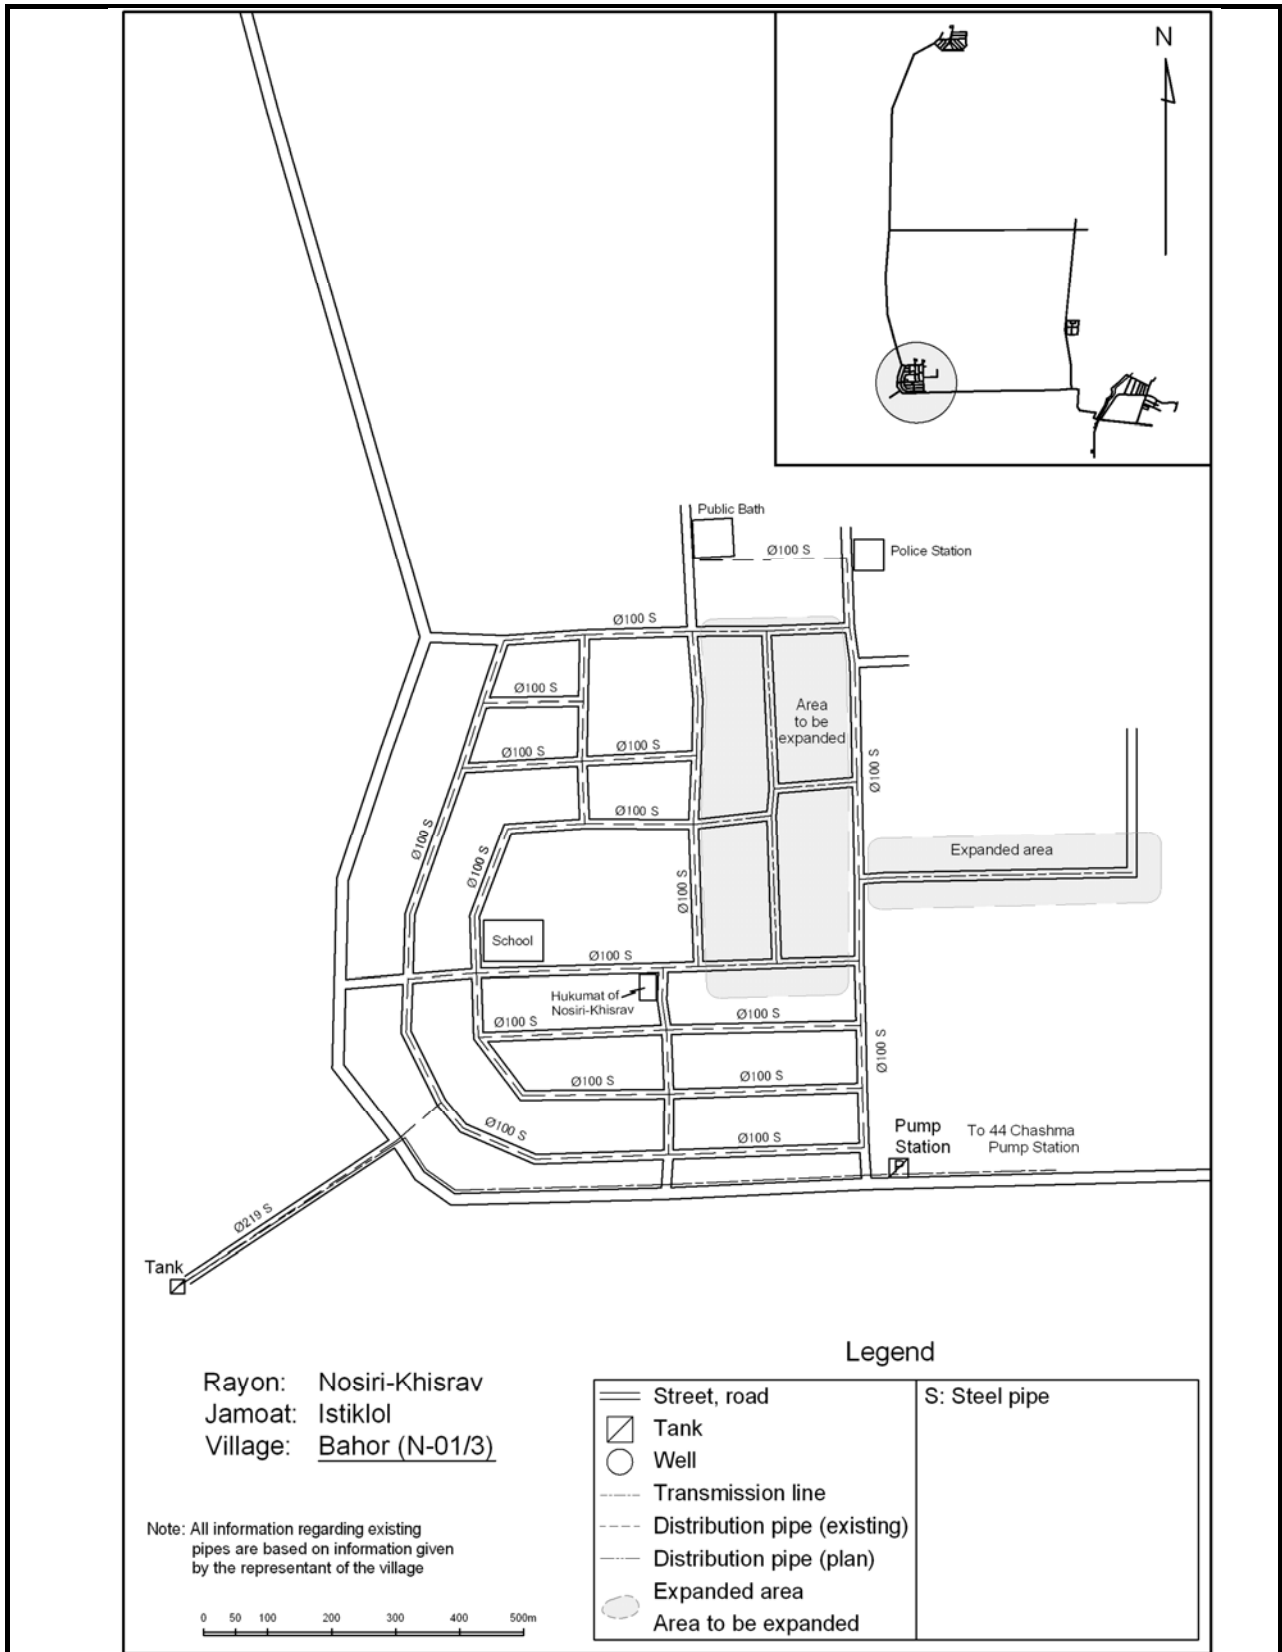 N
Public Bath
Ø100 S
Police Station
Ø100 S
Ø100 S
Area
to be
expanded
Ø100 S
Ø100 S
Ø100 S
Ø100 S
Ø100 S
Ø100 S
Expanded area
Ø100 S
Ø100 S
School
Ø100 S
Hukumat of
Nosiri-Khisrav
Ø100 S
Ø100 S
Ø100 S
Ø100 S
Ø100 S
Ø100 S
Ø100 S
Pump
Station
To 44 Chashma
Pump Station
P
Ø219 S
Tank
Legend
Rayon: Nosiri-Khisrav
Jamoat: Istiklol
Village: Bahor (N-01/3)
Street, road
Tank
Well
Transmission line
Distribution pipe (existing)
Distribution pipe (plan)
Expanded area
Area to be expanded
S: Steel pipe
Note: All information regarding existing
pipes are based on information given
by the representant of the village
0 50 100 200 300 400 500m